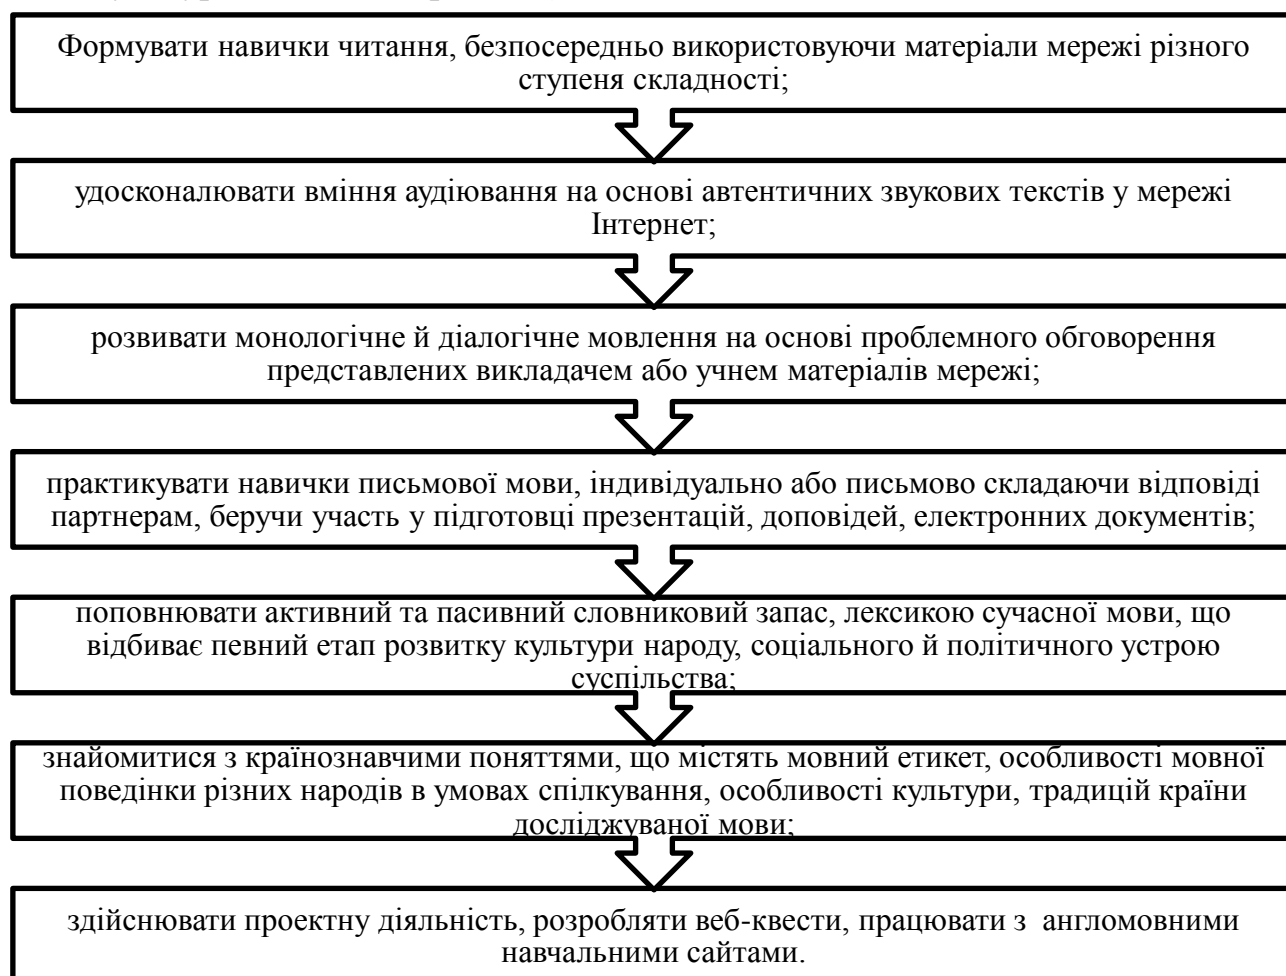 Формувати навички читання, безпосередньо використовуючи матеріали мережі різного
ступеня складності;
удосконалювати вміння аудіювання на основі автентичних звукових текстів у мережі
Інтернет;
розвивати монологічне й діалогічне мовлення на основі проблемного обговорення
представлених викладачем або учнем матеріалів мережі;
практикувати навички письмової мови, індивідуально або письмово складаючи відповіді
партнерам, беручи участь у підготовці презентацій, доповідей, електронних документів;
поповнювати активний та пасивний словниковий запас, лексикою сучасної мови, що
відбиває певний етап розвитку культури народу, соціального й політичного устрою
суспільства;
знайомитися з країнознавчими поняттями, що містять мовний етикет, особливості мовної
поведінки різних народів в умовах спілкування, особливості культури, традицій країни
досліджуваної мови;
здійснювати проектну діяльність, розробляти веб-квести, працювати з англомовними
навчальними сайтами.